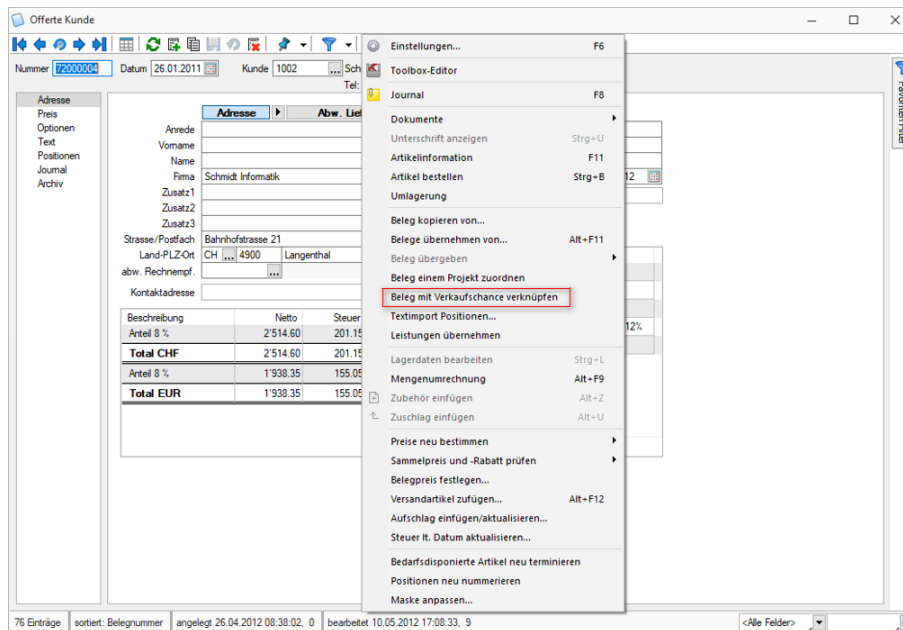 Offerte Kunde
Nummer 72000004 Datum 26.01.2011 Kunde 1002 ... Sch
Tel:
Adresse
Preis
Optionen
Text
Positionen
Journal
Archiv
Adresse Abw. Lief
Anrede
Vorname
Name
Firma Schmidt Informatik
12
Zusatz1
Zusatz2
Zusatz3
Strasse/Postfach Bahnhofstrasse 21
Land-PLZ-Ort CH ... 4900 Langenthal
abw. Rechnempf. ...
Kontaktadresse
Beschreibung Netto Steuer
Anteil 8 % 2'514.60 201.15
12%
Total CHF 2'514.60 201.15
Anteil 8 % 1'938.35 155.05
Total EUR 1'938.35 155.05
Einstellungen... F6
Toolbox-Editor
Journal F8
Dokumente
Unterschrift anzeigen Strg+U
Artikelinformation F11
Artikel bestellen Strg+B
Umlagerung
Beleg kopieren von...
Belege übernehmen von... Alt+F11
Beleg übergeben
Beleg einem Projekt zuordnen
Beleg mit Verkaufschance verknüpfen
Textimport Positionen...
Leistungen übernehmen
Lagerdaten bearbeiten Strg+L
Mengenumrechnung Alt+F9
Zubehör einfügen Alt+Z
Zuschlag einfügen Alt+U
Preise neu bestimmen
Sammelpreis und -Rabatt prüfen
Belegpreis festlegen...
Versandartikel zufügen... Alt+F12
Aufschlag einfügen/aktualisieren...
Steuer lt. Datum aktualisieren...
Bedarfsdisponierte Artikel neu terminieren
Positionen neu nummerieren
Maske anpassen...
Favoriten Filter
76 Einträge sortiert: Belegnummer angelegt 26.04.2012 08:38:02, 0 bearbeitet 10.05.2012 17:08:33, 9 <Alle Felder>